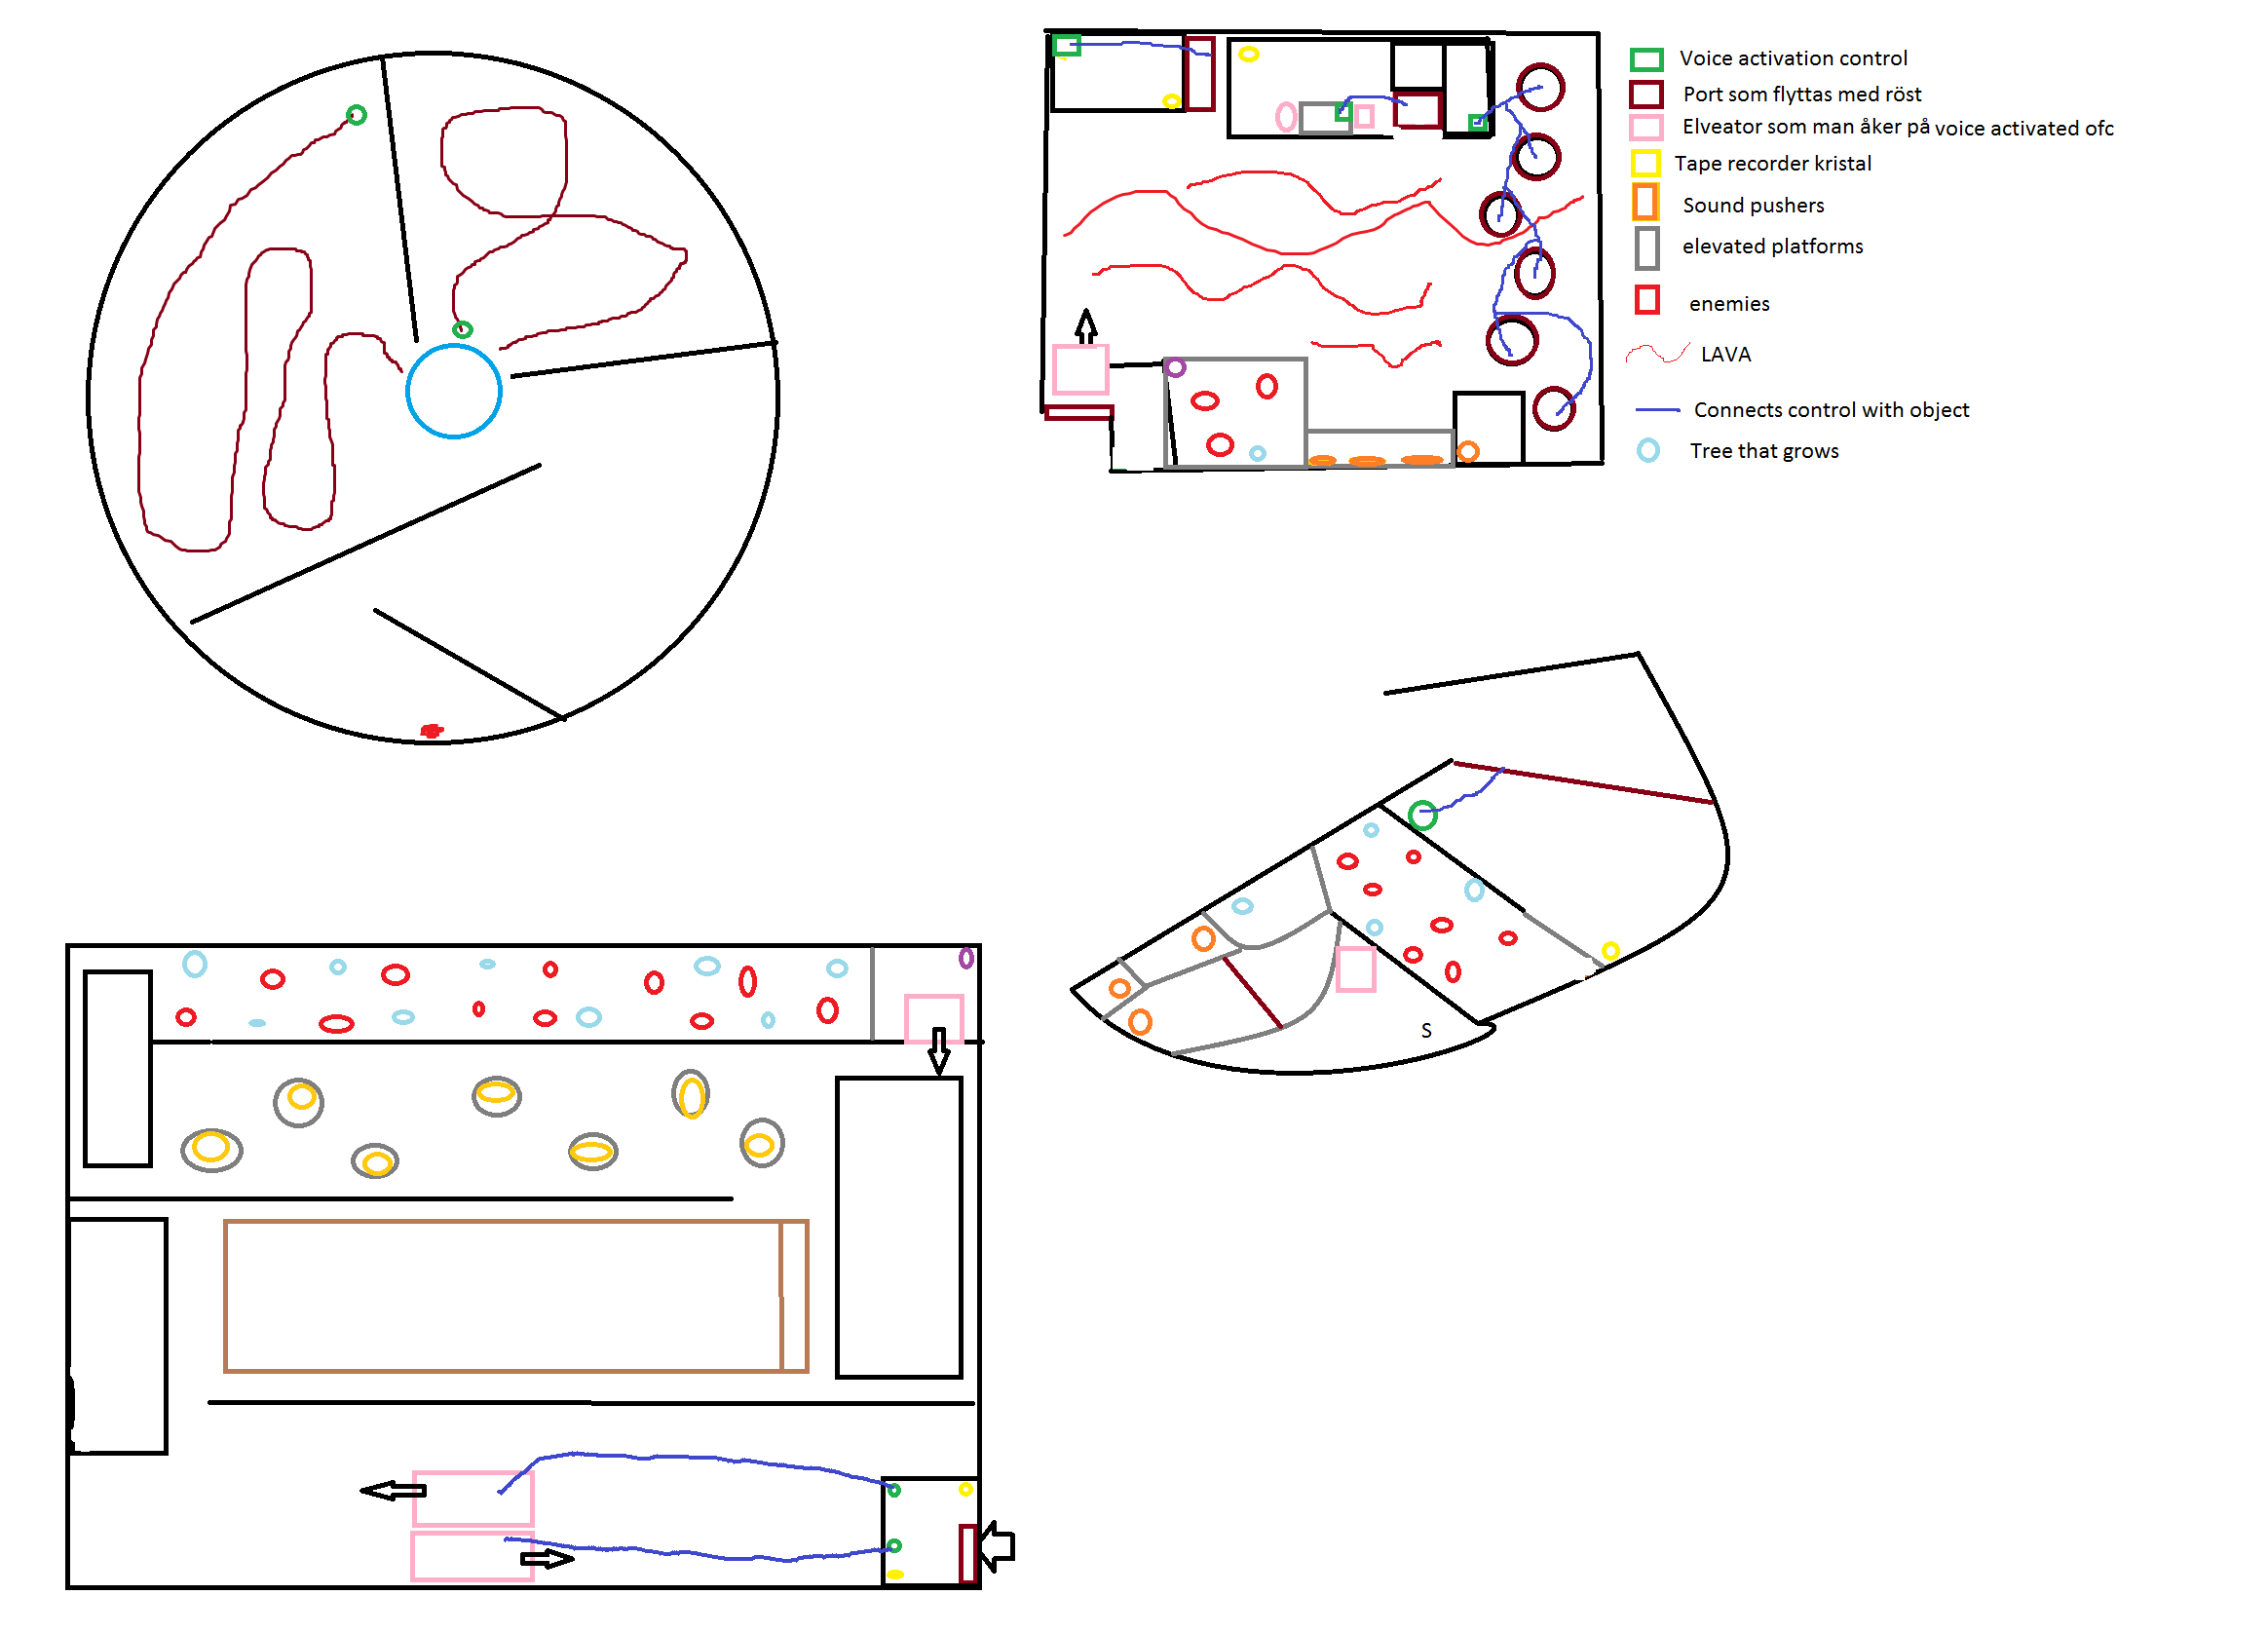 Voice activation control
Port som flyttas med röst
Elveator som man åker på voice activated ofc
Tape recorder kristal
Sound pushers
elevated platforms
enemies
LAVA
Connects control with object
Tree that grows
S